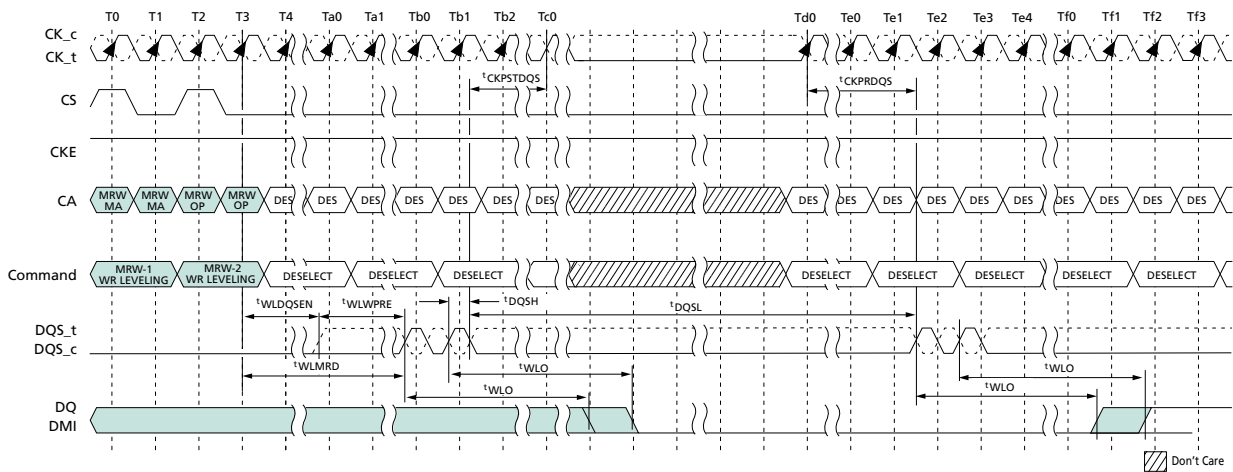 T0 T1 T2 T3 T4 Ta0 Ta1 Tb0 Tb1 Tb2 Tc0 Td0 Te0 Te1 Te2 Te3 Te4 Tf0 Tf1 Tf2 Tf3
CK_c
CK_t
tCKPSTDQS tCKPRDQS
CS
CKE
CA
MRW MA MRW MA MRW OP MRW OP DES DES DES DES DES DES DES DES DES DES DES DES DES DES DES DES DES
Command
MRW-1 WR LEVELING MRW-2 WR LEVELING DESELECT DESELECT DESELECT DESELECT DESELECT DESELECT DESELECT
tWLDQSEN tWLWPRE tDQSH tDQSL
DQS_t
DQS_c
tWLMRD tWLO tWLO
tWLO tWLO
DQ
DMI
Don't Care